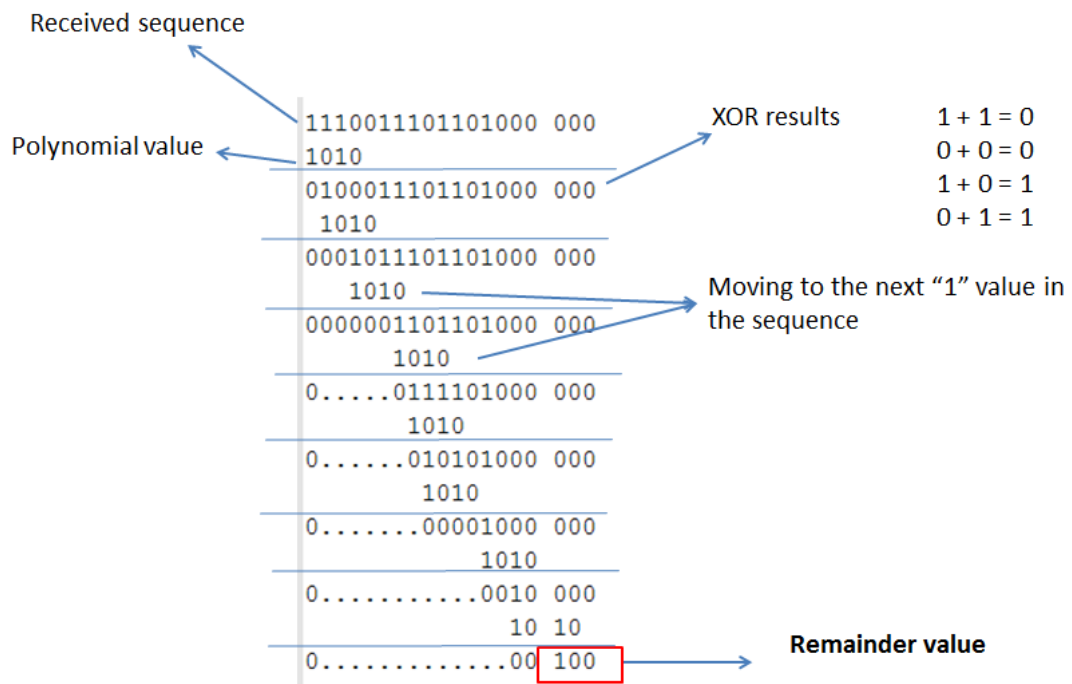 Received sequence
Polynomial value
1110011101101000 000
1010
0100011101101000 000
1010
0001011101101000 000
1010
0000001101101000 000
1010
0.....0111101000 000
1010
0......010101000 000
1010
0.......00001000 000
1010
0...........0010 000
10 10
0.............00 100
XOR results
1 + 1 = 0
0 + 0 = 0
1 + 0 = 1
0 + 1 = 1
Moving to the next “1” value in
the sequence
Remainder value